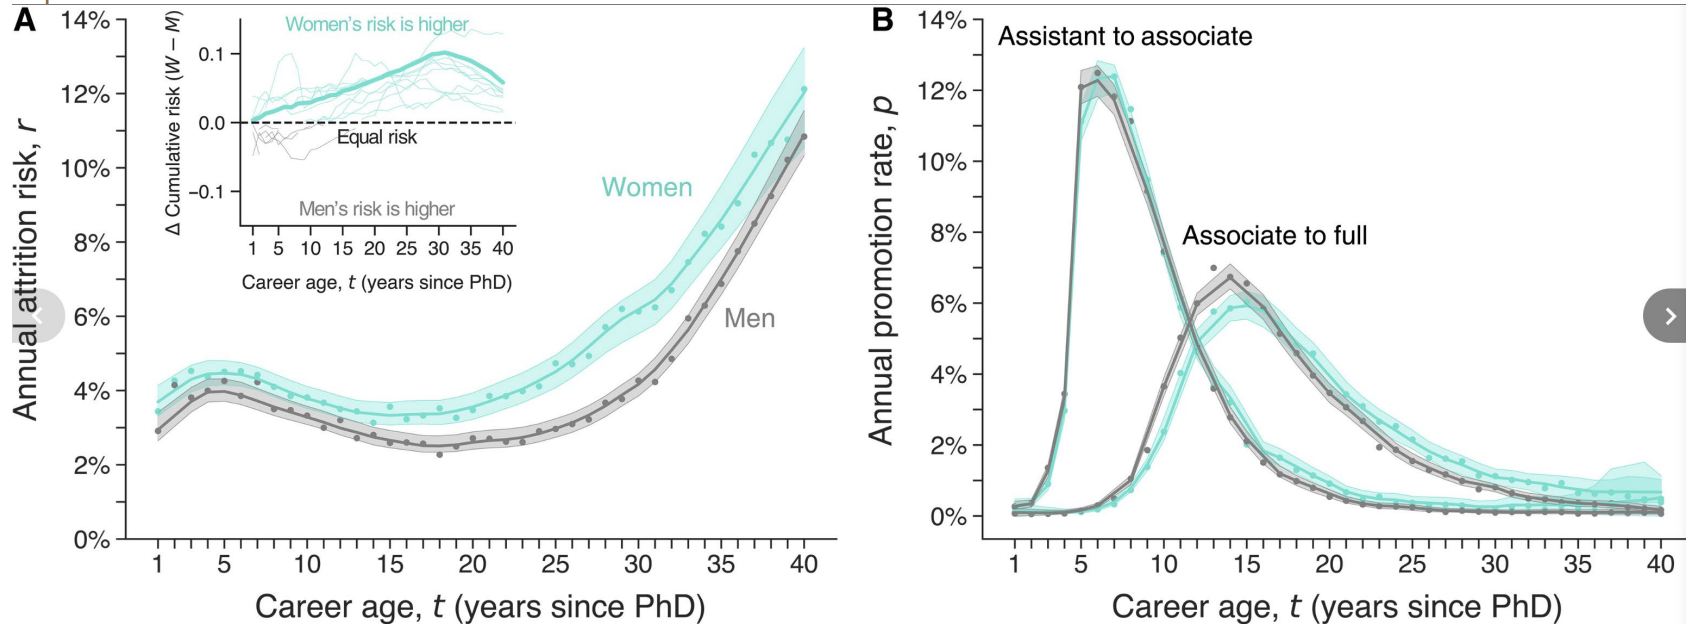 A
Annual attrition risk, r
14%
12%
10%
8%
6%
4%
2%
0%
1 5 10 15 20 25 30 35 40
Career age, t (years since PhD)
Women
Men
Δ Cumulative risk (W – M)
0.1
0.0
−0.1
Women's risk is higher
Equal risk
Men's risk is higher
1 5 10 15 20 25 30 35 40
Career age, t (years since PhD)
B
Annual promotion rate, p
14%
12%
10%
8%
6%
4%
2%
0%
Assistant to associate
Associate to full
1 5 10 15 20 25 30 35 40
Career age, t (years since PhD)